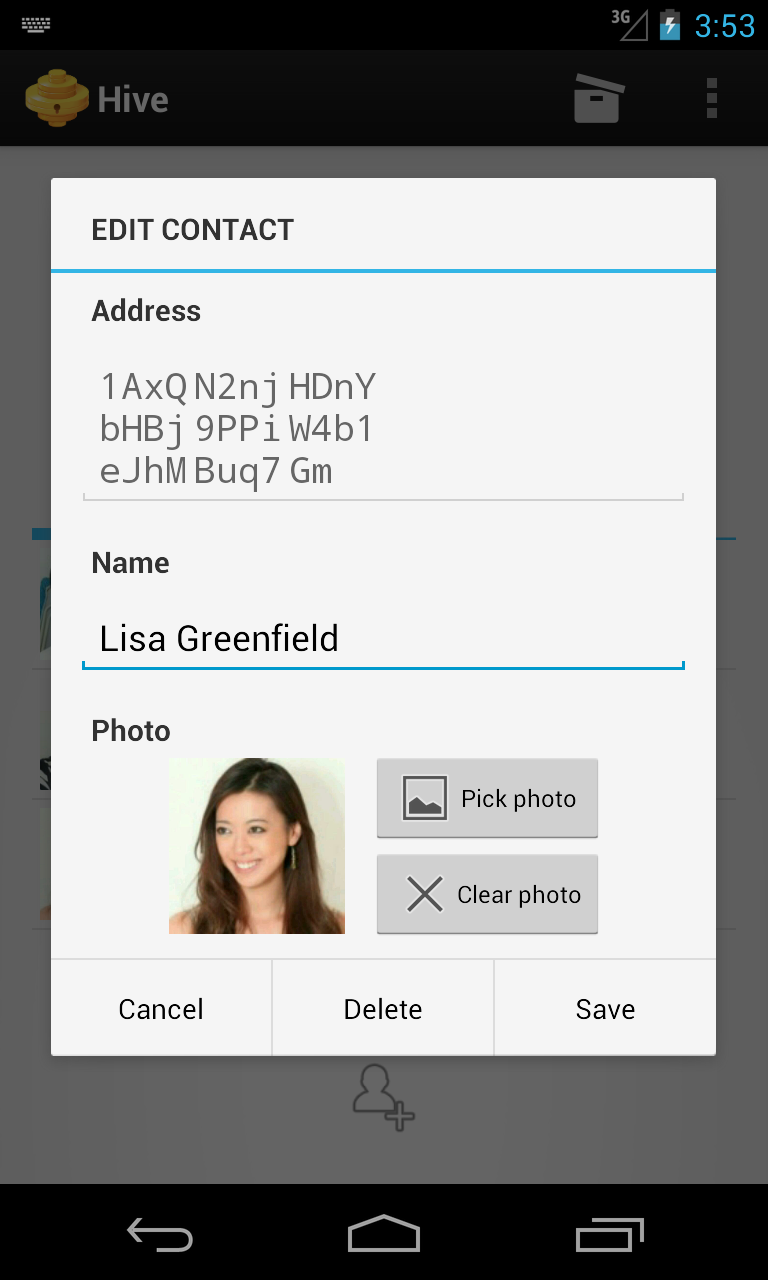 3G 3:53
Hive
EDIT CONTACT
Address
1AxQ N2nj HDnY
bHBj 9PPi W4b1
eJhM Buq7 Gm
Name
Lisa Greenfield
Photo
Pick photo
Clear photo
Cancel Delete Save